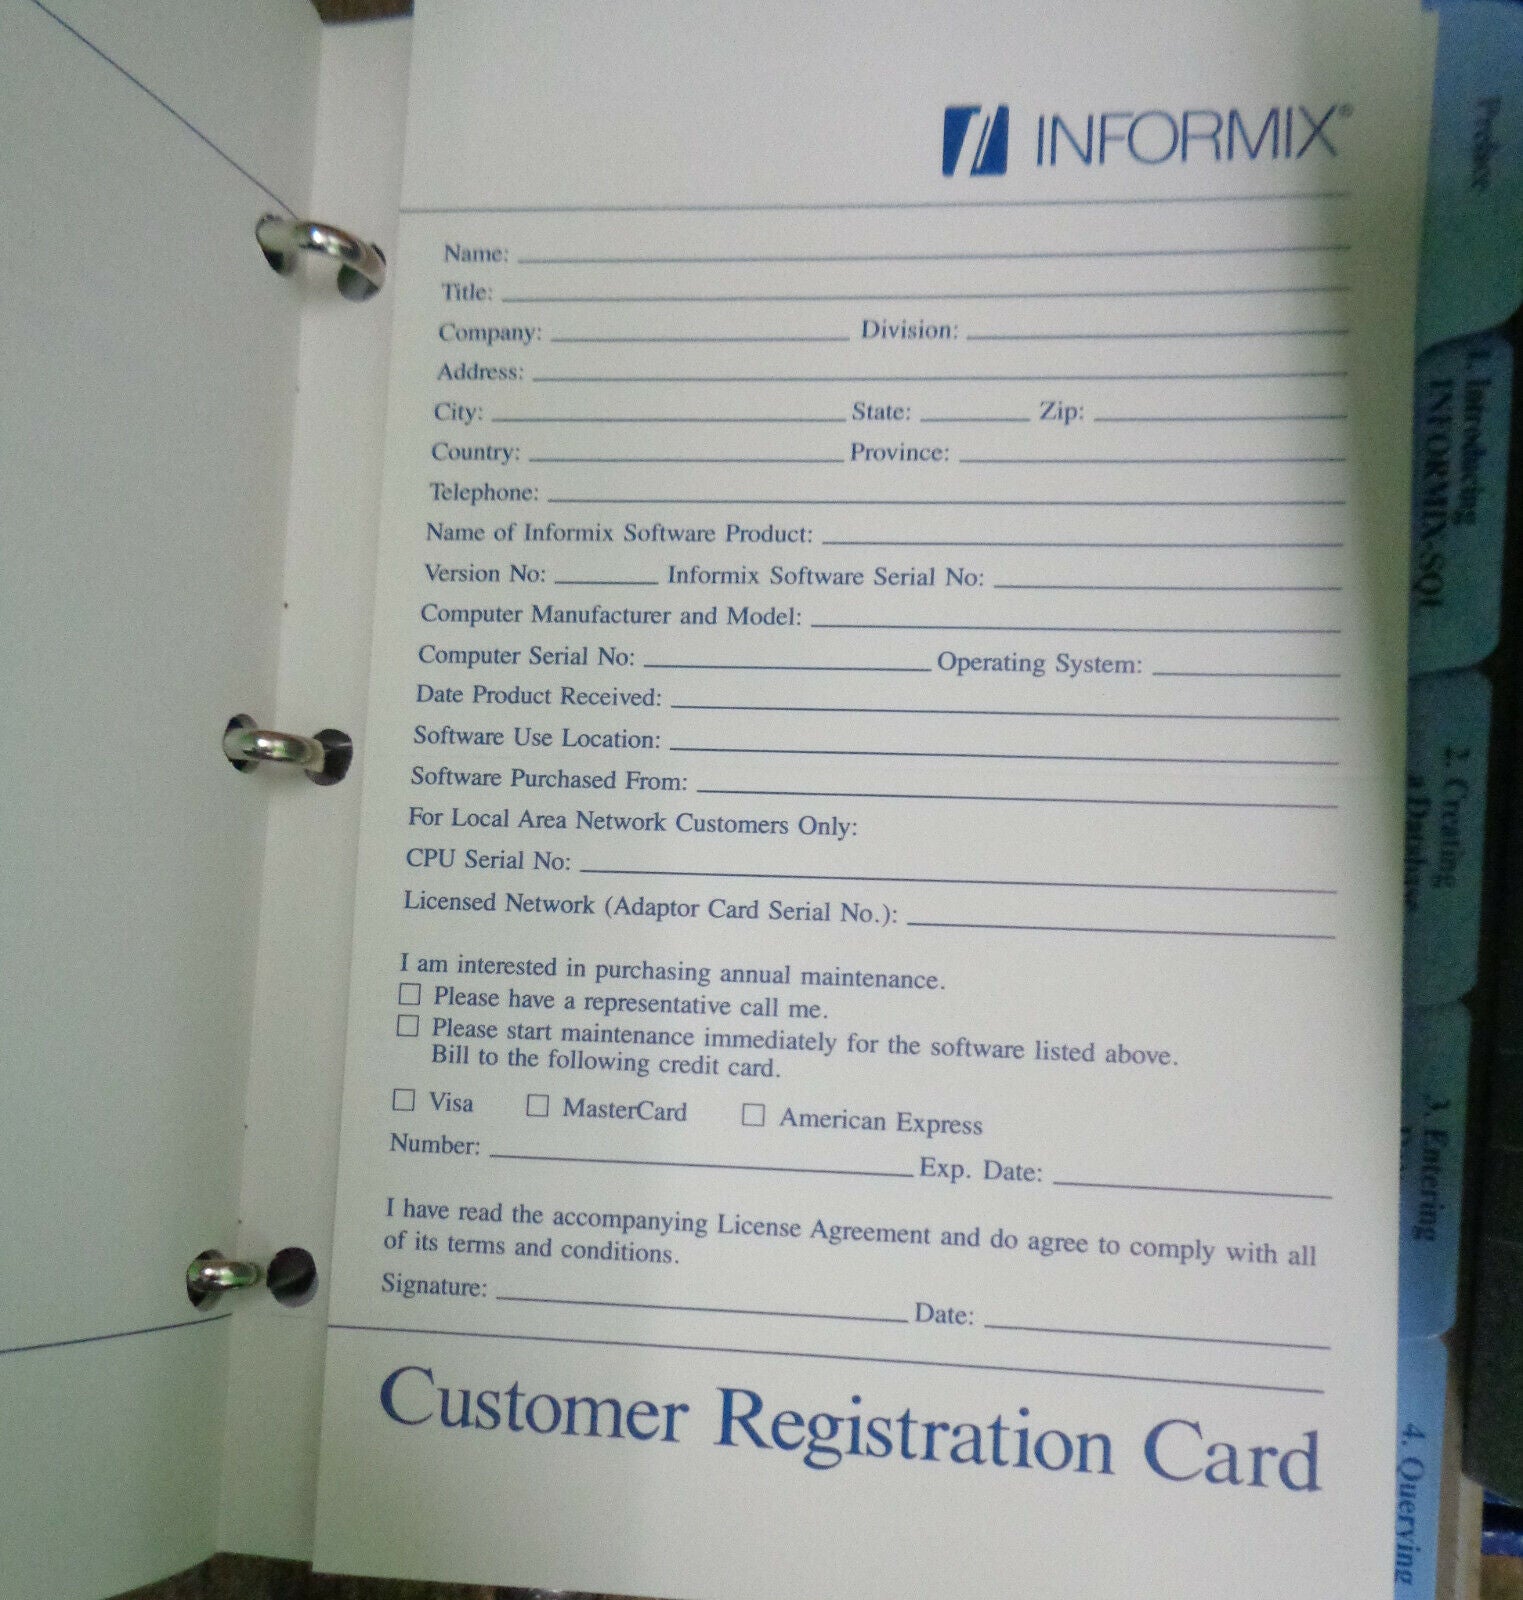 INFORMIX®
Name:
Title:
Company: Division:
Address:
City: State: Zip:
Country: Province:
Telephone:
Name of Informix Software Product:
Version No: Informix Software Serial No:
Computer Manufacturer and Model:
Computer Serial No: Operating System:
Date Product Received:
Software Use Location:
Software Purchased From:
For Local Area Network Customers Only:
CPU Serial No:
Licensed Network (Adaptor Card Serial No.):
I am interested in purchasing annual maintenance.
Please have a representative call me.
Please start maintenance immediately for the software listed above.
Bill to the following credit card.
Visa MasterCard American Express
Number: Exp. Date:
I have read the accompanying License Agreement and do agree to comply with all
of its terms and conditions.
Signature: Date:
Customer Registration Card
Preface
1. Introducing
INFORMIX-SQL
2. Creating
a Database
3. Entering
4. Querying